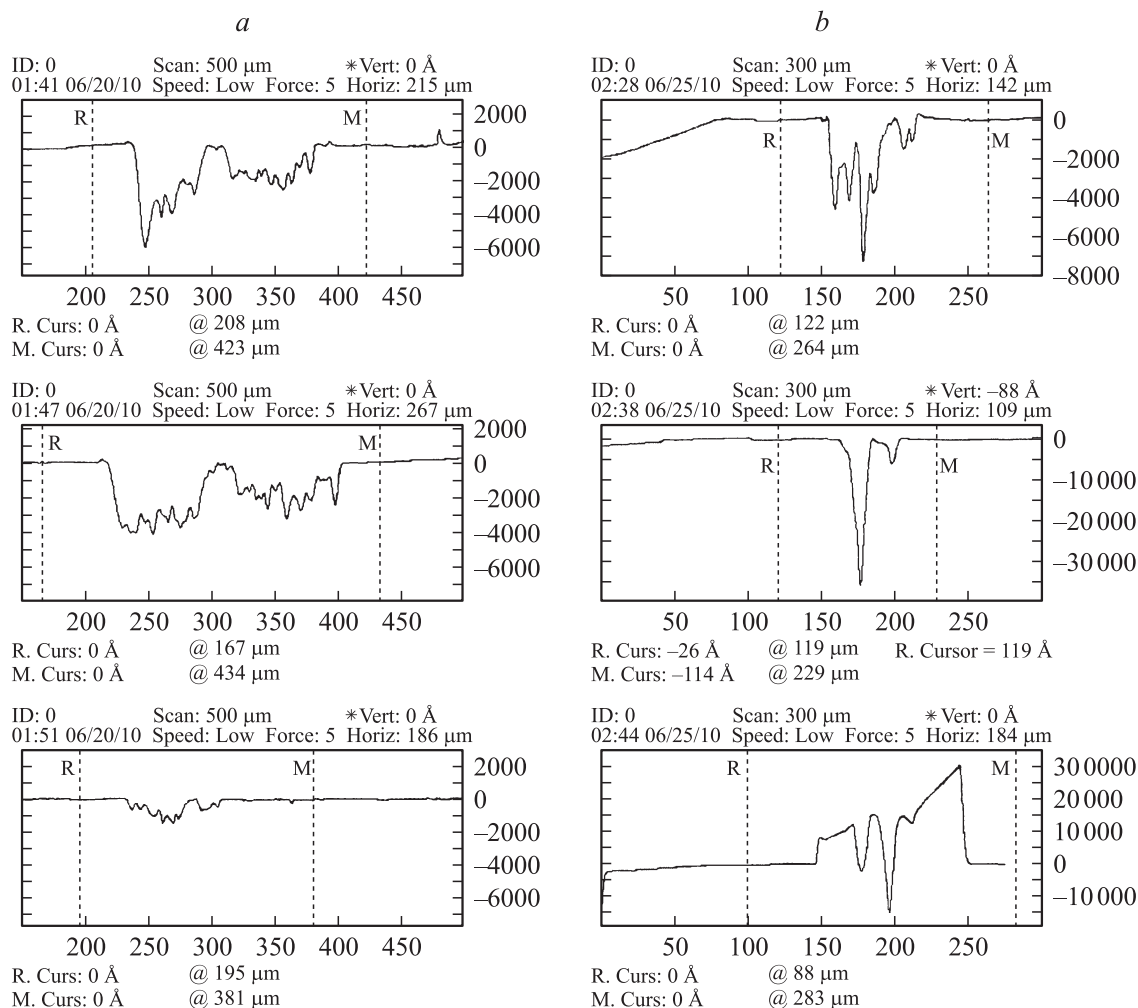 a
ID: 0 Scan: 500 μm ∗Vert: 0 Å
01:41 06/20/10 Speed: Low Force: 5 Horiz: 215 μm
R M
2000
0
–2000
–4000
–6000
200 250 300 350 400 450
R. Curs: 0 Å @ 208 μm
M. Curs: 0 Å @ 423 μm
ID: 0 Scan: 500 μm ∗Vert: 0 Å
01:47 06/20/10 Speed: Low Force: 5 Horiz: 267 μm
R M
2000
0
–2000
–4000
–6000
200 250 300 350 400 450
R. Curs: 0 Å @ 167 μm
M. Curs: 0 Å @ 434 μm
ID: 0 Scan: 500 μm ∗Vert: 0 Å
01:51 06/20/10 Speed: Low Force: 5 Horiz: 186 μm
R M
2000
0
–2000
–4000
–6000
200 250 300 350 400 450
R. Curs: 0 Å @ 195 μm
M. Curs: 0 Å @ 381 μm
b
ID: 0 Scan: 300 μm ∗Vert: 0 Å
02:28 06/25/10 Speed: Low Force: 5 Horiz: 142 μm
R M
0
–2000
–4000
–6000
–8000
50 100 150 200 250
R. Curs: 0 Å @ 122 μm
M. Curs: 0 Å @ 264 μm
ID: 0 Scan: 300 μm ∗Vert: –88 Å
02:38 06/25/10 Speed: Low Force: 5 Horiz: 109 μm
R M
0
–10 000
–20 000
–30 000
50 100 150 200 250
R. Curs: –26 Å @ 119 μm R. Cursor = 119 Å
M. Curs: –114 Å @ 229 μm
ID: 0 Scan: 300 μm ∗Vert: 0 Å
02:44 06/25/10 Speed: Low Force: 5 Horiz: 184 μm
R M
30 000
20 000
10 000
0
–10 000
50 100 150 200 250
R. Curs: 0 Å @ 88 μm
M. Curs: 0 Å @ 283 μm